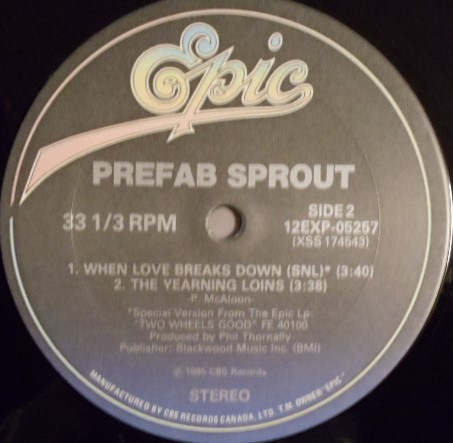 Epic
PREFAB SPROUT
33 1/3 RPM
SIDE 2
12EXP-05257
(XSS 174643)
1. WHEN LOVE BREAKS DOWN (SNL)* (3:40)
2. THE YEARNING LOINS (3:38)
-P. McAloon-
*Special Version From The Epic Lp:
"TWO WHEELS GOOD" FE 40100
Produced by Phil Thornally
Publisher: Blackwood Music Inc. (BMI)
℗ 1985 CBS Records
STEREO
MANUFACTURED BY CBS RECORDS CANADA, LTD. T.M. OWNER "EPIC"